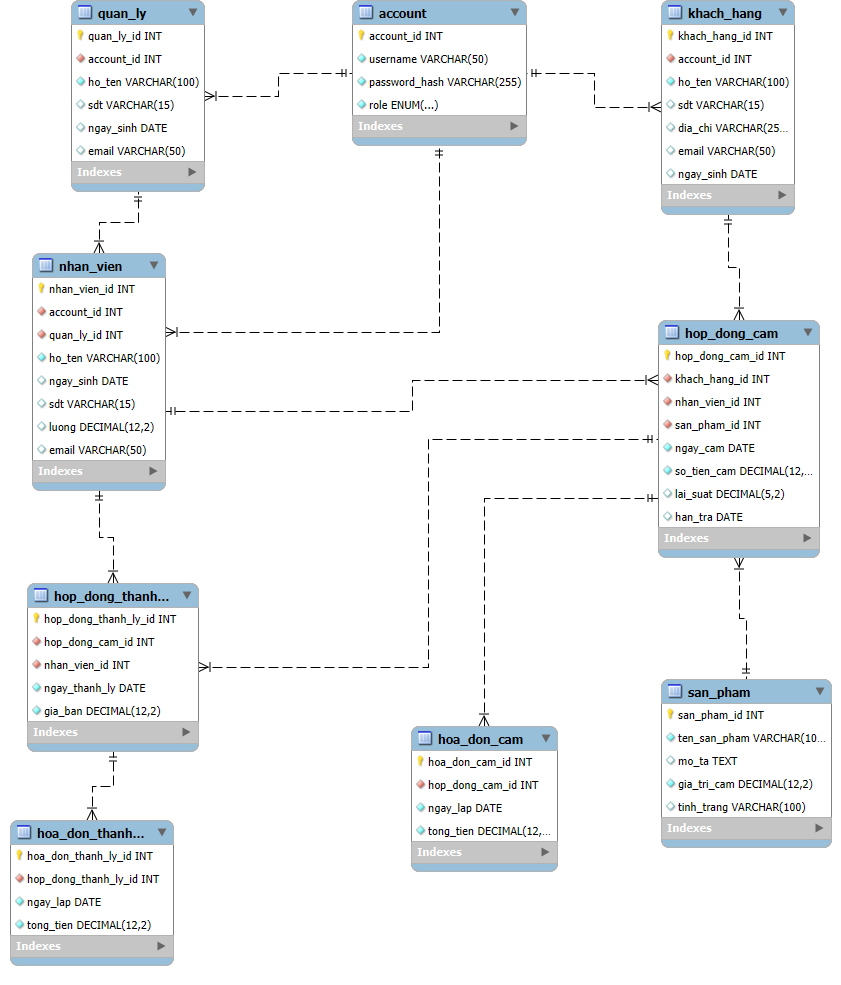 quan_ly
quan_ly_id INT
account_id INT
ho_ten VARCHAR(100)
sdt VARCHAR(15)
ngay_sinh DATE
email VARCHAR(50)
Indexes
account
account_id INT
username VARCHAR(50)
password_hash VARCHAR(255)
role ENUM(...)
Indexes
khach_hang
khach_hang_id INT
account_id INT
ho_ten VARCHAR(100)
sdt VARCHAR(15)
dia_chi VARCHAR(25...
email VARCHAR(50)
ngay_sinh DATE
Indexes
nhan_vien
nhan_vien_id INT
account_id INT
quan_ly_id INT
ho_ten VARCHAR(100)
ngay_sinh DATE
sdt VARCHAR(15)
luong DECIMAL(12,2)
email VARCHAR(50)
Indexes
hop_dong_cam
hop_dong_cam_id INT
khach_hang_id INT
nhan_vien_id INT
san_pham_id INT
ngay_cam DATE
so_tien_cam DECIMAL(12,...
lai_suat DECIMAL(5,2)
han_tra DATE
Indexes
hop_dong_thanh...
hop_dong_thanh_ly_id INT
hop_dong_cam_id INT
nhan_vien_id INT
ngay_thanh_ly DATE
gia_ban DECIMAL(12,2)
Indexes
san_pham
san_pham_id INT
ten_san_pham VARCHAR(10...
mo_ta TEXT
gia_tri_cam DECIMAL(12,2)
tinh_trang VARCHAR(100)
Indexes
hoa_don_cam
hoa_don_cam_id INT
hop_dong_cam_id INT
ngay_lap DATE
tong_tien DECIMAL(12,...
Indexes
hoa_don_thanh...
hoa_don_thanh_ly_id INT
hop_dong_thanh_ly_id INT
ngay_lap DATE
tong_tien DECIMAL(12,2)
Indexes